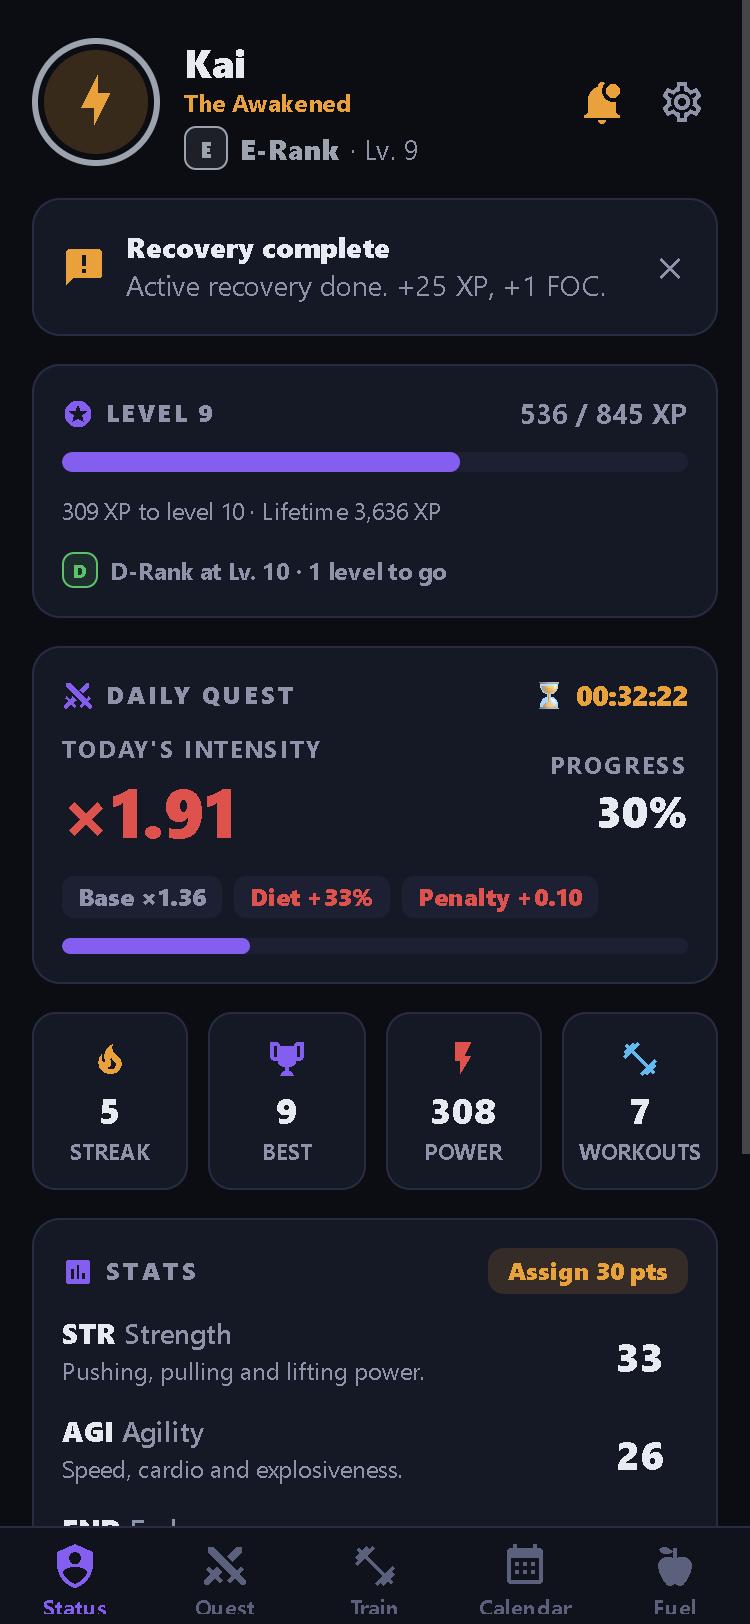 Kai
The Awakened
E E-Rank · Lv. 9
Recovery complete
Active recovery done. +25 XP, +1 FOC.
LEVEL 9 536 / 845 XP
309 XP to level 10 · Lifetime 3,636 XP
D D-Rank at Lv. 10 · 1 level to go
DAILY QUEST 00:32:22
TODAY'S INTENSITY
PROGRESS
×1.91
30%
Base ×1.36 Diet +33% Penalty +0.10
5 9 308 7
STREAK BEST POWER WORKOUTS
STATS Assign 30 pts
STR Strength
33
Pushing, pulling and lifting power.
AGI Agility
26
Speed, cardio and explosiveness.
Status Quest Train Calendar Fuel